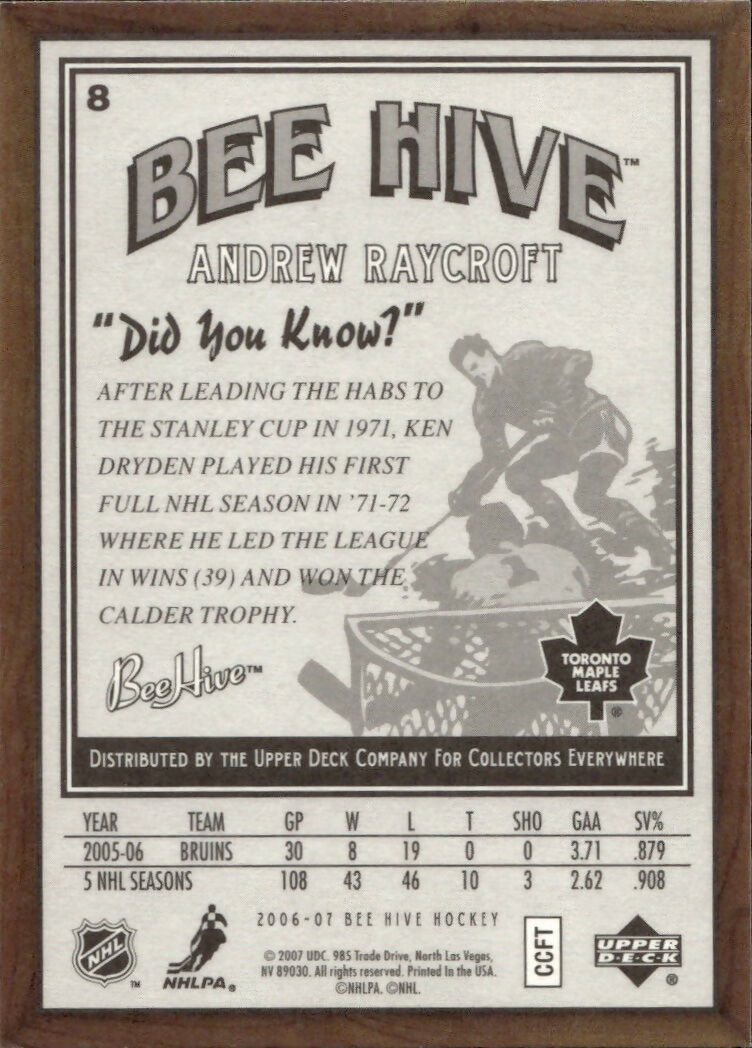 8
BEE HIVE™
ANDREW RAYCROFT
"Did You Know?"
AFTER LEADING THE HABS TO
THE STANLEY CUP IN 1971, KEN
DRYDEN PLAYED HIS FIRST
FULL NHL SEASON IN '71-72
WHERE HE LED THE LEAGUE
IN WINS (39) AND WON THE
CALDER TROPHY.
BeeHive™
TORONTO
MAPLE
LEAFS
®
DISTRIBUTED BY THE UPPER DECK COMPANY FOR COLLECTORS EVERYWHERE
YEAR TEAM GP W L T SHO GAA SV%
2005-06 BRUINS 30 8 19 0 0 3.71 .879
5 NHL SEASONS 108 43 46 10 3 2.62 .908
2006-07 BEE HIVE HOCKEY
© 2007 UDC. 985 Trade Drive, North Las Vegas,
NV 89030. All rights reserved. Printed in the USA.
©NHLPA. ©NHL.
NHL ™
NHLPA®
CCFT
UPPER
D·E·C·K ®